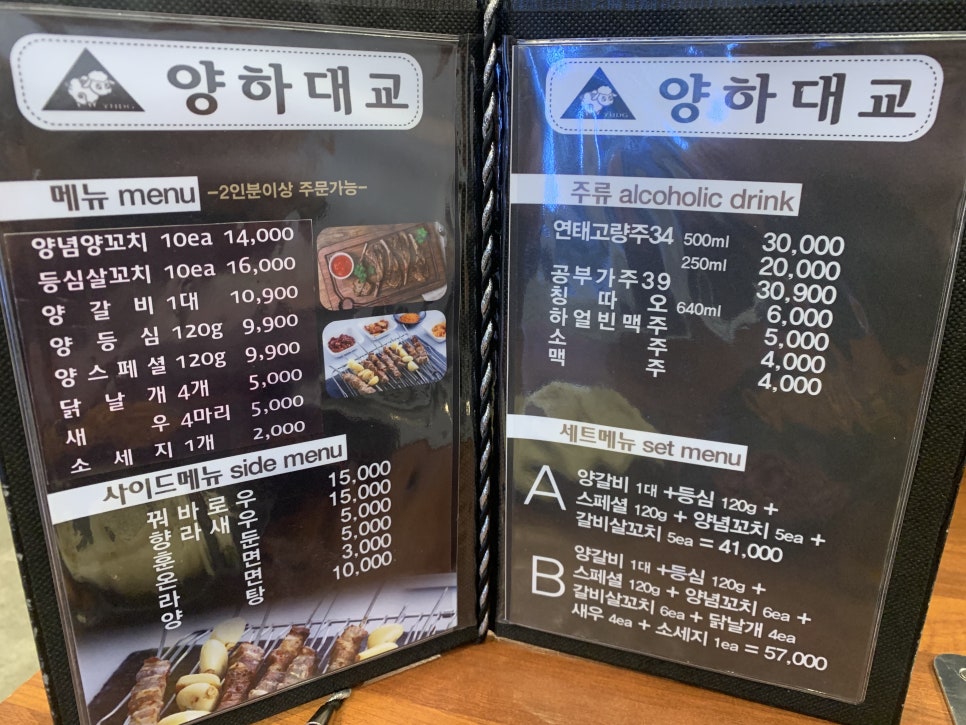 양하대교
메뉴 menu -2인분이상 주문가능-
양념양꼬치 10ea 14,000
등심살꼬치 10ea 16,000
양갈비 1대 10,900
양등심 120g 9,900
양스페셜 120g 9,900
닭날개 4개 5,000
새우 4마리 5,000
소세지 1개 2,000
사이드메뉴 side menu
꿔바로우 15,000
향라새우 15,000
훈둔 5,000
온면 5,000
라면 3,000
양탕 10,000
양하대교
주류 alcoholic drink
연태고량주34 500ml 30,000
250ml 20,000
공부가주39 30,900
칭따오 640ml 6,000
하얼빈맥주 5,000
소주 4,000
맥주 4,000
세트메뉴 set menu
A 양갈비 1대 +등심 120g +
스페셜 120g + 양념꼬치 5ea +
갈비살꼬치 5ea = 41,000
B 양갈비 1대 +등심 120g +
스페셜 120g + 양념꼬치 6ea +
갈비살꼬치 6ea + 닭날개 4ea
새우 4ea + 소세지 1ea = 57,000